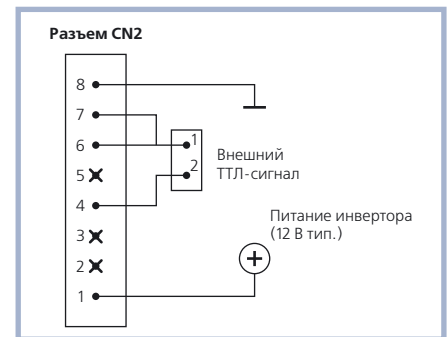 Разъем CN2
8
7
6
5
4
3
2
1
1
2
Внешний
ТТЛ-сигнал
Питание инвертора
(12 В тип.)
+